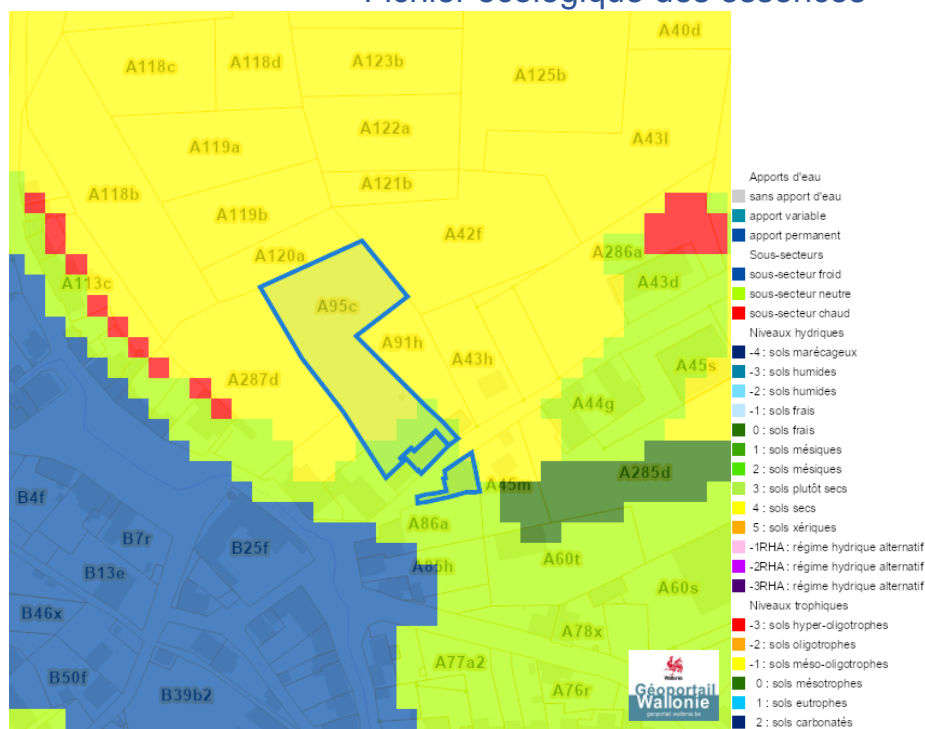 Fichier écologique des essences
A40d
A118c
A118d
A123b
A125b
A122a
A43l
A119a
A121b
A118b
A119b
A42f
A120a
A286a
A113c
A43d
A95c
A91h
A43h
A45s
A287d
A44g
A285d
A45m
B4f
A86a
B7r
B25f
A60t
A85h
B13e
A60s
B46x
A78x
A77a2
B50f
B39b2
A76r
Wallonie
Géoportail
Wallonie
geoportail.wallonie.be
Apports d'eau
sans apport d'eau
apport variable
apport permanent
Sous-secteurs
sous-secteur froid
sous-secteur neutre
sous-secteur chaud
Niveaux hydriques
-4 : sols marécageux
-3 : sols humides
-2 : sols humides
-1 : sols frais
0 : sols frais
1 : sols mésiques
2 : sols mésiques
3 : sols plutôt secs
4 : sols secs
5 : sols xériques
-1RHA : régime hydrique alternatif
-2RHA : régime hydrique alternatif
-3RHA : régime hydrique alternatif
Niveaux trophiques
-3 : sols hyper-oligotrophes
-2 : sols oligotrophes
-1 : sols méso-oligotrophes
0 : sols mésotrophes
1 : sols eutrophes
2 : sols carbonatés